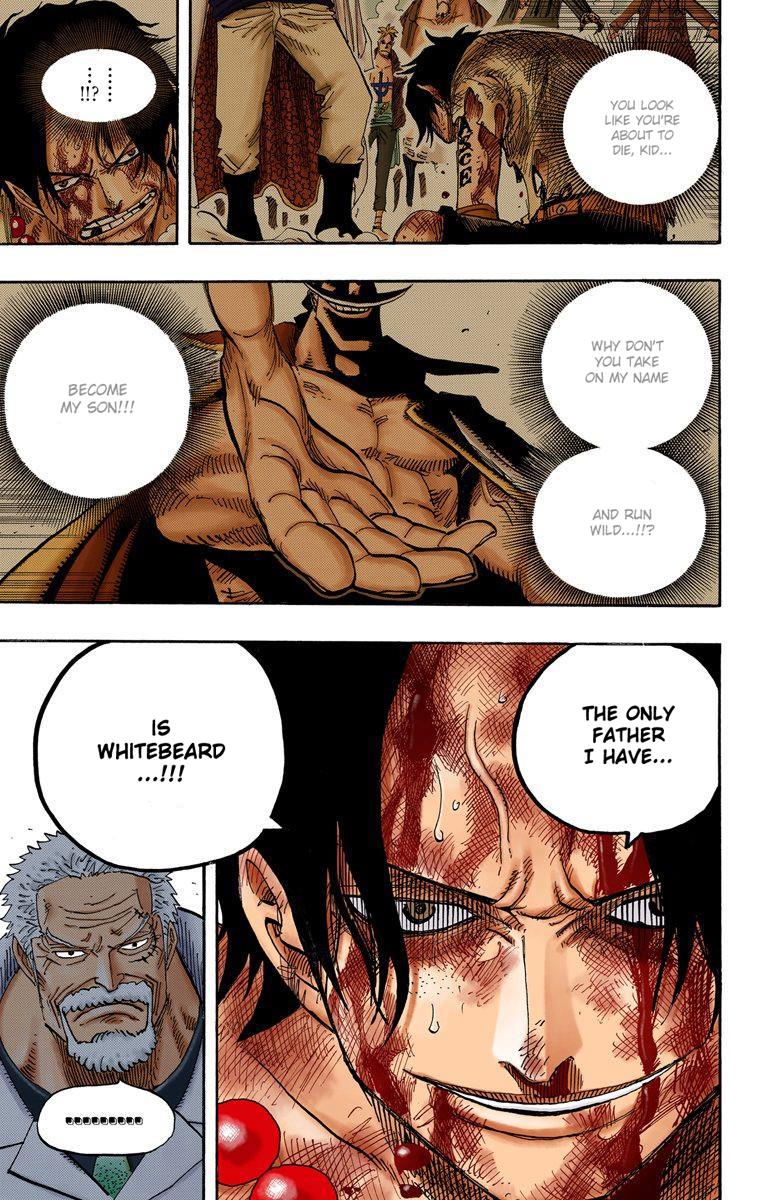 YOU LOOK
LIKE YOU'RE
ABOUT TO
DIE, KID...
ASCE
......
!!?
WHY DON'T
YOU TAKE
ON MY NAME
AND RUN
WILD...!!?
BECOME
MY SON!!!
THE ONLY
FATHER
I HAVE...
IS
WHITEBEARD
...!!!
.........